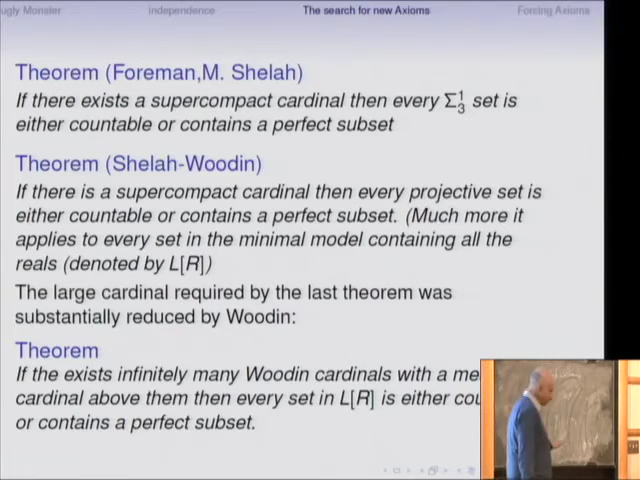 ugly Monster
independence
The search for new Axioms
Forcing Axioms
Theorem (Foreman,M. Shelah)
If there exists a supercompact cardinal then every Σ¹₃ set is
either countable or contains a perfect subset
Theorem (Shelah-Woodin)
If there is a supercompact cardinal then every projective set is
either countable or contains a perfect subset. (Much more it
applies to every set in the minimal model containing all the
reals (denoted by L[R])
The large cardinal required by the last theorem was
substantially reduced by Woodin:
Theorem
If the exists infinitely many Woodin cardinals with a me
cardinal above them then every set in L[R] is either cou
or contains a perfect subset.